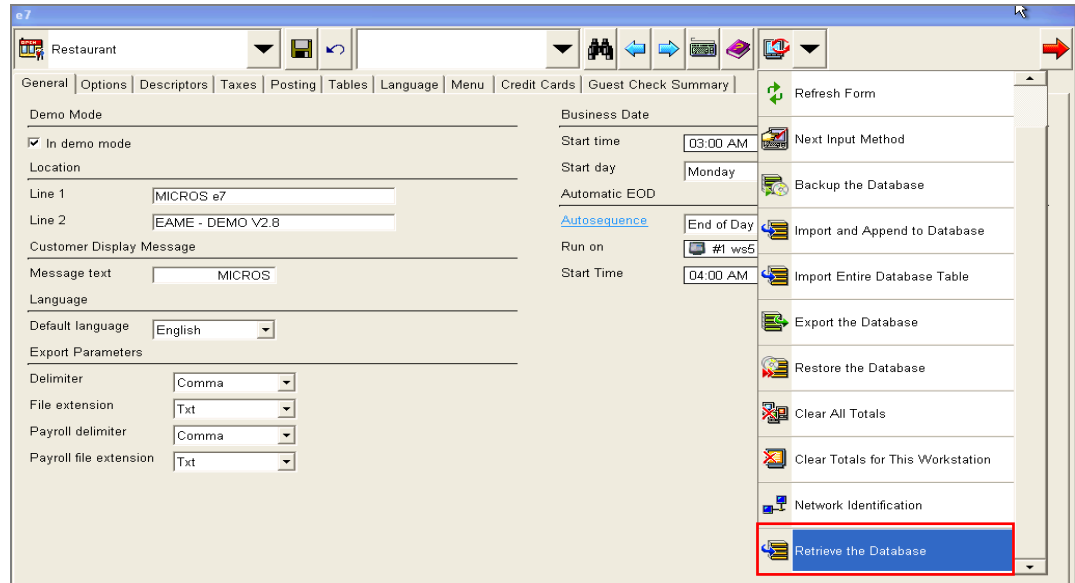 e7
OPEN
Restaurant
General Options Descriptors Taxes Posting Tables Language Menu Credit Cards Guest Check Summary
Demo Mode
In demo mode
Location
Line 1 MICROS e7
Line 2 EAME - DEMO V2.8
Customer Display Message
Message text MICROS
Language
Default language English
Export Parameters
Delimiter Comma
File extension Txt
Payroll delimiter Comma
Payroll file extension Txt
Business Date
Start time 03:00 AM
Start day Monday
Automatic EOD
Autosequence End of Day
Run on #1 ws5
Start Time 04:00 AM
Refresh Form
Next Input Method
Backup the Database
Import and Append to Database
Import Entire Database Table
Export the Database
Restore the Database
Clear All Totals
Clear Totals for This Workstation
Network Identification
Retrieve the Database